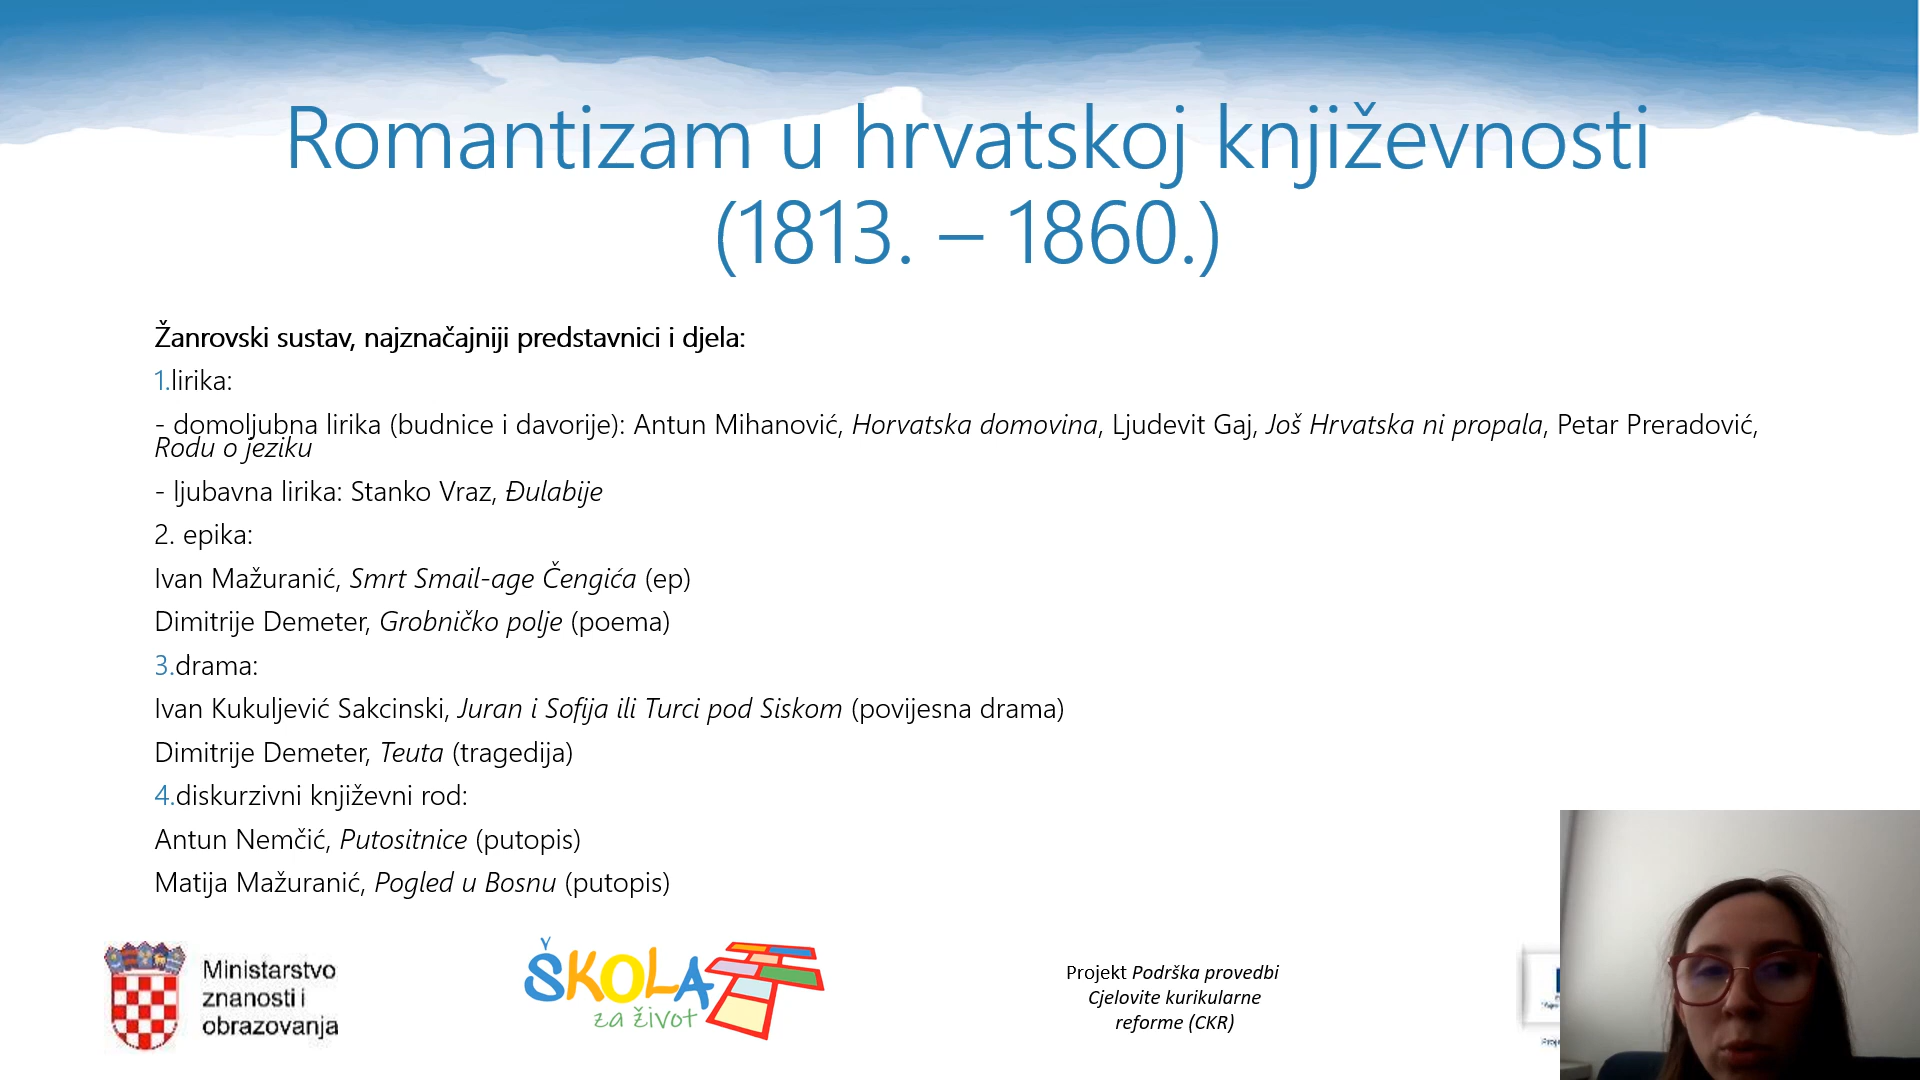 Romantizam u hrvatskoj književnosti
(1813. – 1860.)
Žanrovski sustav, najznačajniji predstavnici i djela:
1.lirika:
- domoljubna lirika (budnice i davorije): Antun Mihanović, Horvatska domovina, Ljudevit Gaj, Još Hrvatska ni propala, Petar Preradović,
Rodu o jeziku
- ljubavna lirika: Stanko Vraz, Đulabije
2. epika:
Ivan Mažuranić, Smrt Smail-age Čengića (ep)
Dimitrije Demeter, Grobničko polje (poema)
3.drama:
Ivan Kukuljević Sakcinski, Juran i Sofija ili Turci pod Siskom (povijesna drama)
Dimitrije Demeter, Teuta (tragedija)
4.diskurzivni književni rod:
Antun Nemčić, Putositnice (putopis)
Matija Mažuranić, Pogled u Bosnu (putopis)
Ministarstvo
znanosti i
obrazovanja
ŠKOLA
za život
Projekt Podrška provedbi
Cjelovite kurikularne
reforme (CKR)